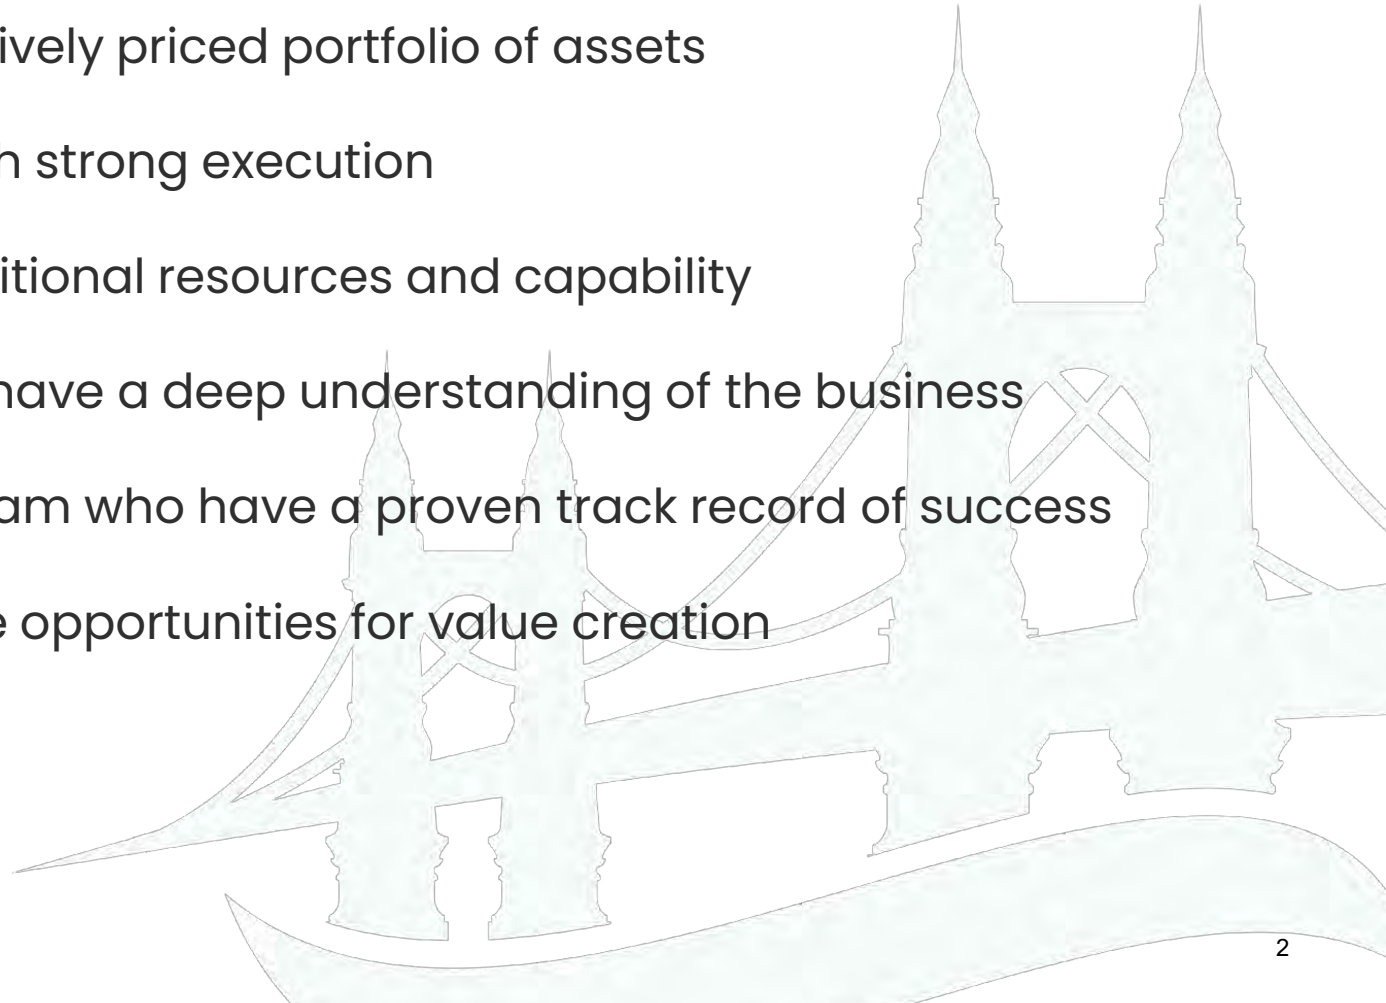 ively priced portfolio of assets
strong execution
itional resources and capability
have a deep understanding of the business
am who have a proven track record of success
opportunities for value creation
2